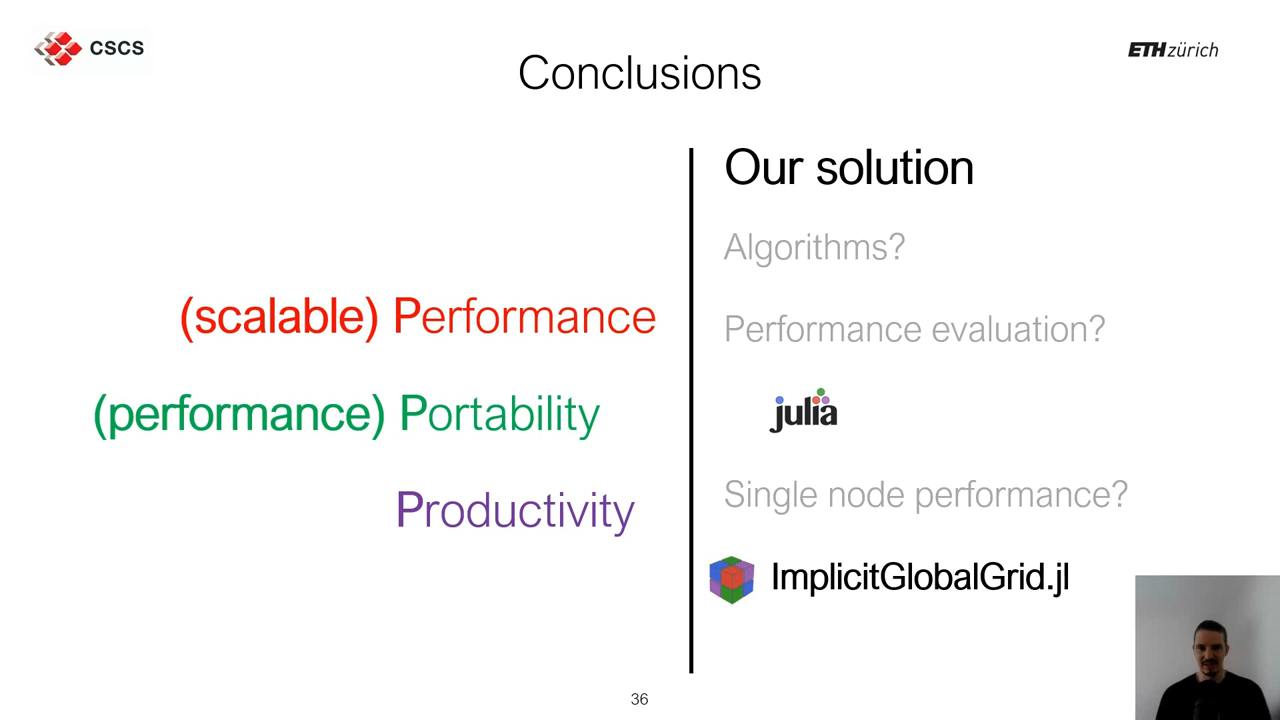 CSCS
ETH zürich
Conclusions
(scalable) Performance
(performance) Portability
Productivity
Our solution
Algorithms?
Performance evaluation?
julia
Single node performance?
ImplicitGlobalGrid.jl
36